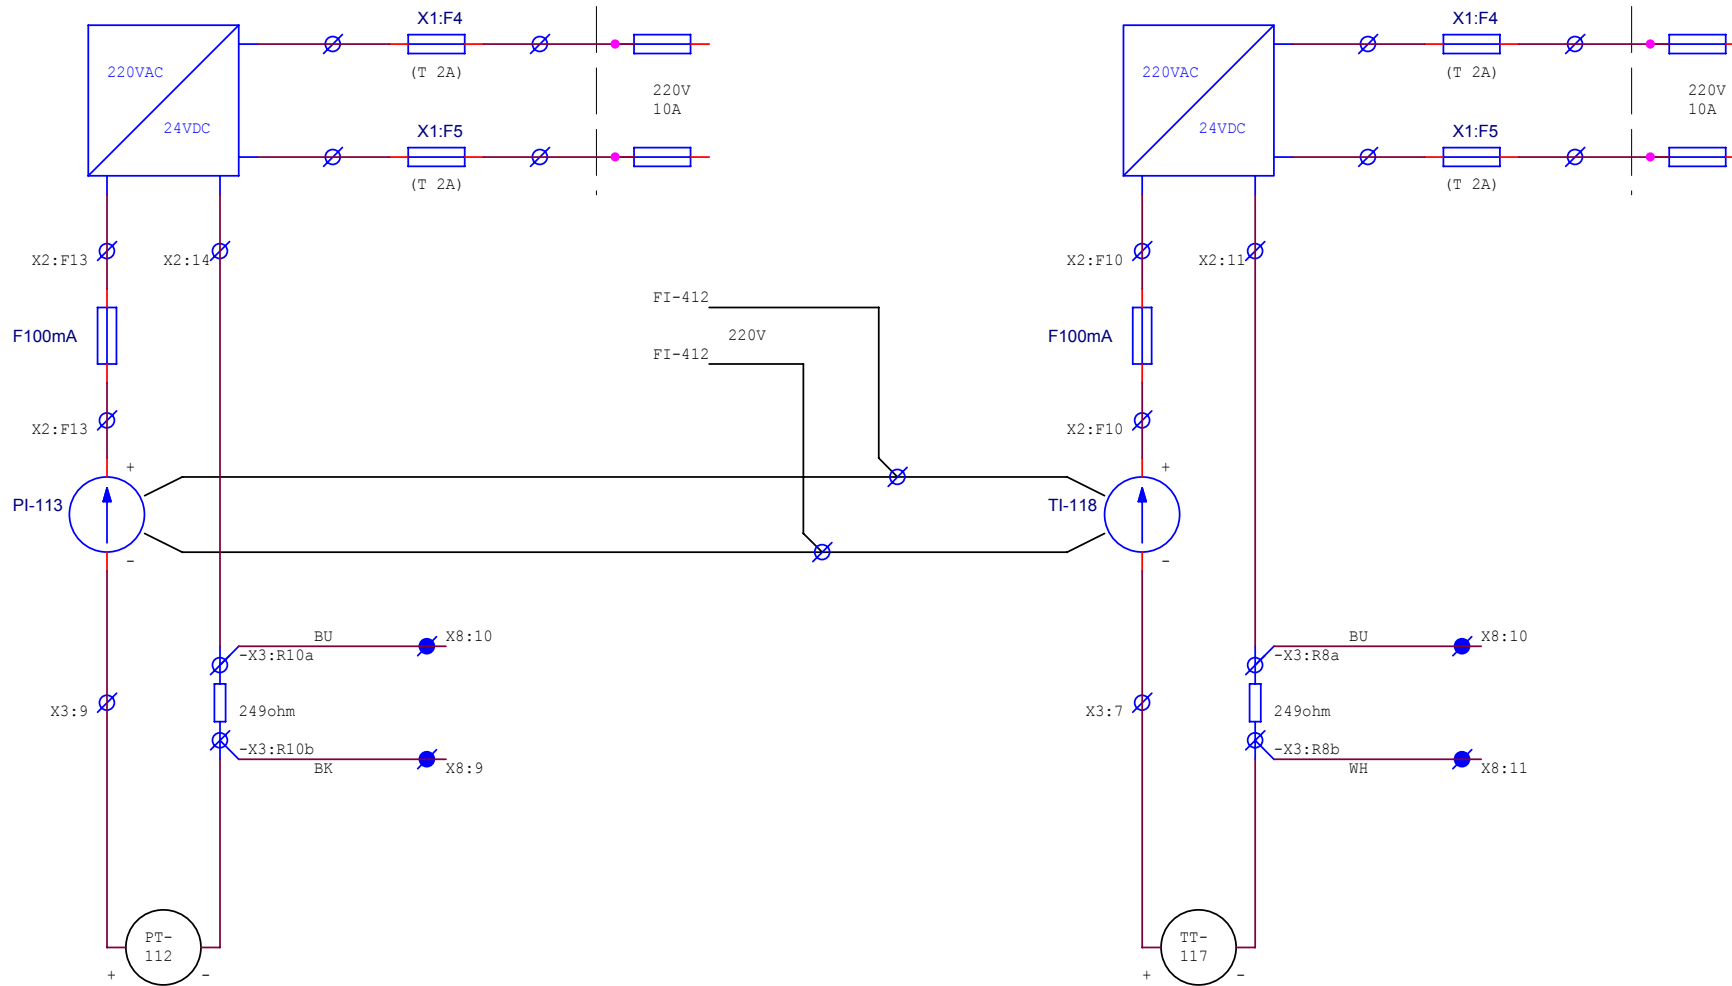 X1:F4
X1:F4
220VAC
(T 2A)
220VAC
(T 2A)
220V
10A
220V
10A
24VDC
X1:F5
24VDC
X1:F5
(T 2A)
(T 2A)
X2:F13
X2:14
X2:F10
X2:11
FI-412
F100mA
220V
F100mA
FI-412
X2:F13
X2:F10
+
+
PI-113
TI-118
-
-
BU
X8:10
BU
X8:10
-X3:R10a
-X3:R8a
X3:9
249ohm
X3:7
249ohm
-X3:R10b
-X3:R8b
BK
X8:9
WH
X8:11
PT-
112
TT-
117
+
-
+
-